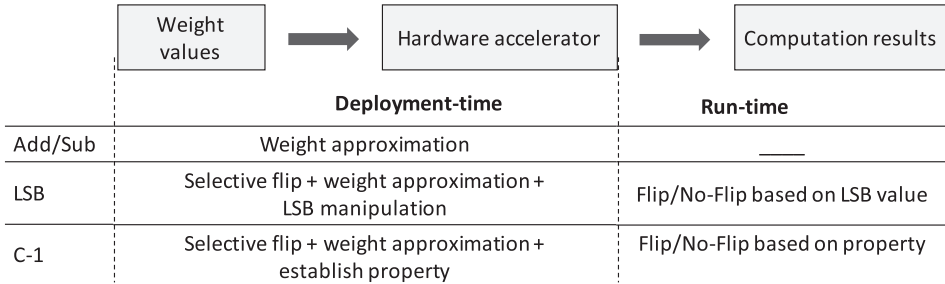 Weight
values
Hardware accelerator
Computation results
Deployment-time
Run-time
Add/Sub
Weight approximation
LSB
Selective flip + weight approximation +
LSB manipulation
Flip/No-Flip based on LSB value
C-1
Selective flip + weight approximation +
establish property
Flip/No-Flip based on property